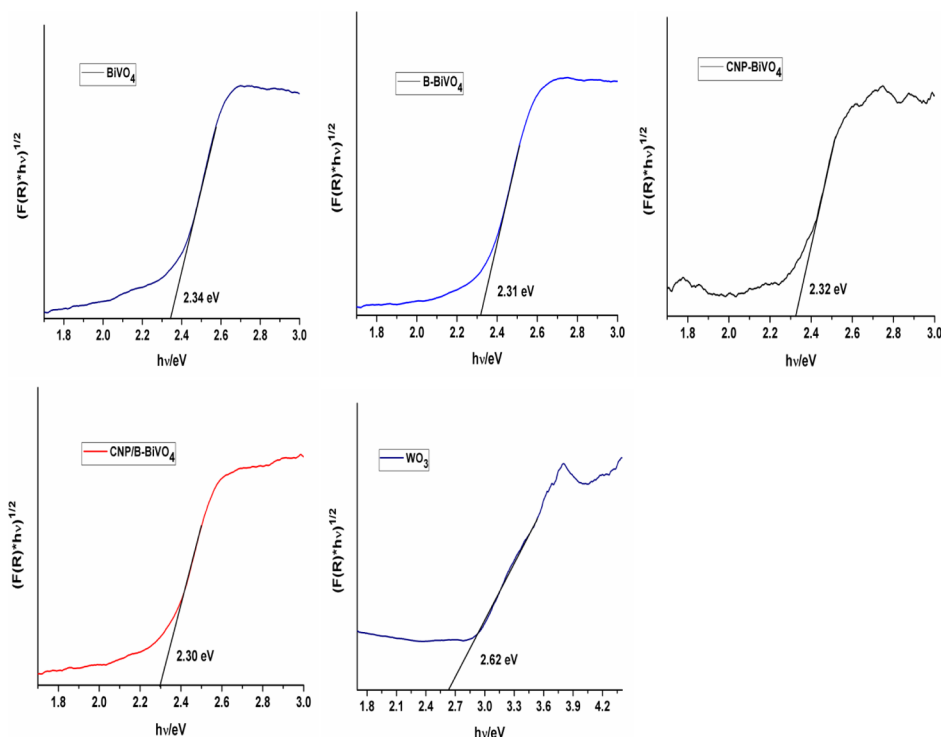 BiVO4
(F(R)*hν)1/2
2.34 eV
1.8 2.0 2.2 2.4 2.6 2.8 3.0
hν/eV
B-BiVO4
(F(R)*hν)1/2
2.31 eV
1.8 2.0 2.2 2.4 2.6 2.8 3.0
hν/eV
CNP-BiVO4
(F(R)*hν)1/2
2.32 eV
1.8 2.0 2.2 2.4 2.6 2.8 3.0
hν/eV
CNP/B-BiVO4
(F(R)*hν)1/2
2.30 eV
1.8 2.0 2.2 2.4 2.6 2.8 3.0
hν/eV
WO3
(F(R)*hν)1/2
2.62 eV
1.8 2.1 2.4 2.7 3.0 3.3 3.6 3.9 4.2
hν/eV